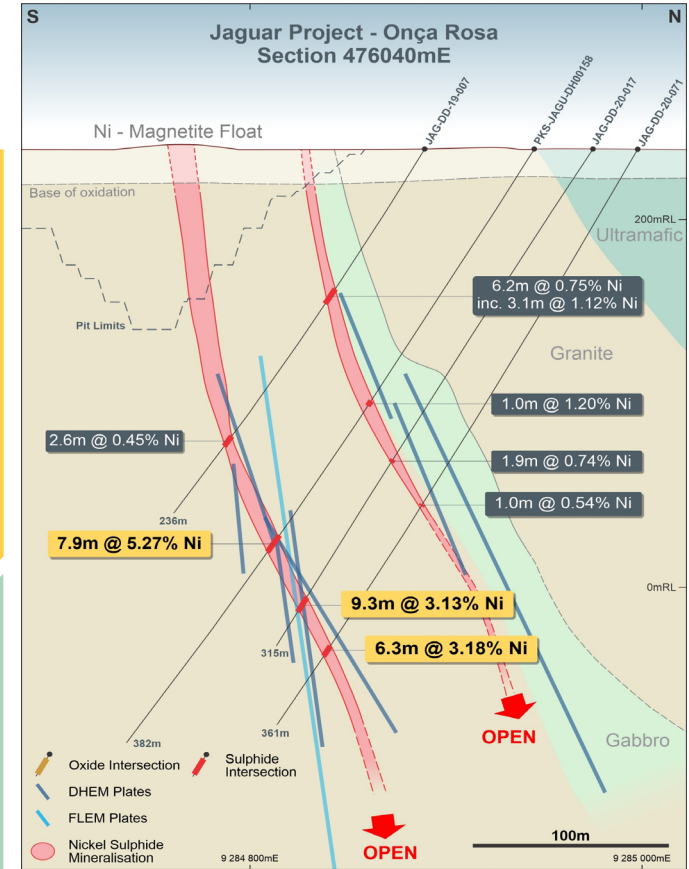 S
N
Jaguar Project - Onça Rosa
Section 476040mE
JAG-DD-19-007
PKS-JAGU-DH00158
JAG-DD-20-017
JAG-DD-20-071
Ni - Magnetite Float
Base of oxidation
200mRL
Ultramafic
6.2m @ 0.75% Ni
inc. 3.1m @ 1.12% Ni
Pit Limits
Granite
1.0m @ 1.20% Ni
2.6m @ 0.45% Ni
1.9m @ 0.74% Ni
1.0m @ 0.54% Ni
236m
7.9m @ 5.27% Ni
0mRL
9.3m @ 3.13% Ni
315m
6.3m @ 3.18% Ni
361m
382m
OPEN
Gabbro
Oxide Intersection
Sulphide
Intersection
DHEM Plates
FLEM Plates
Nickel Sulphide
Mineralisation
OPEN
100m
9 284 800mE
9 285 000mE